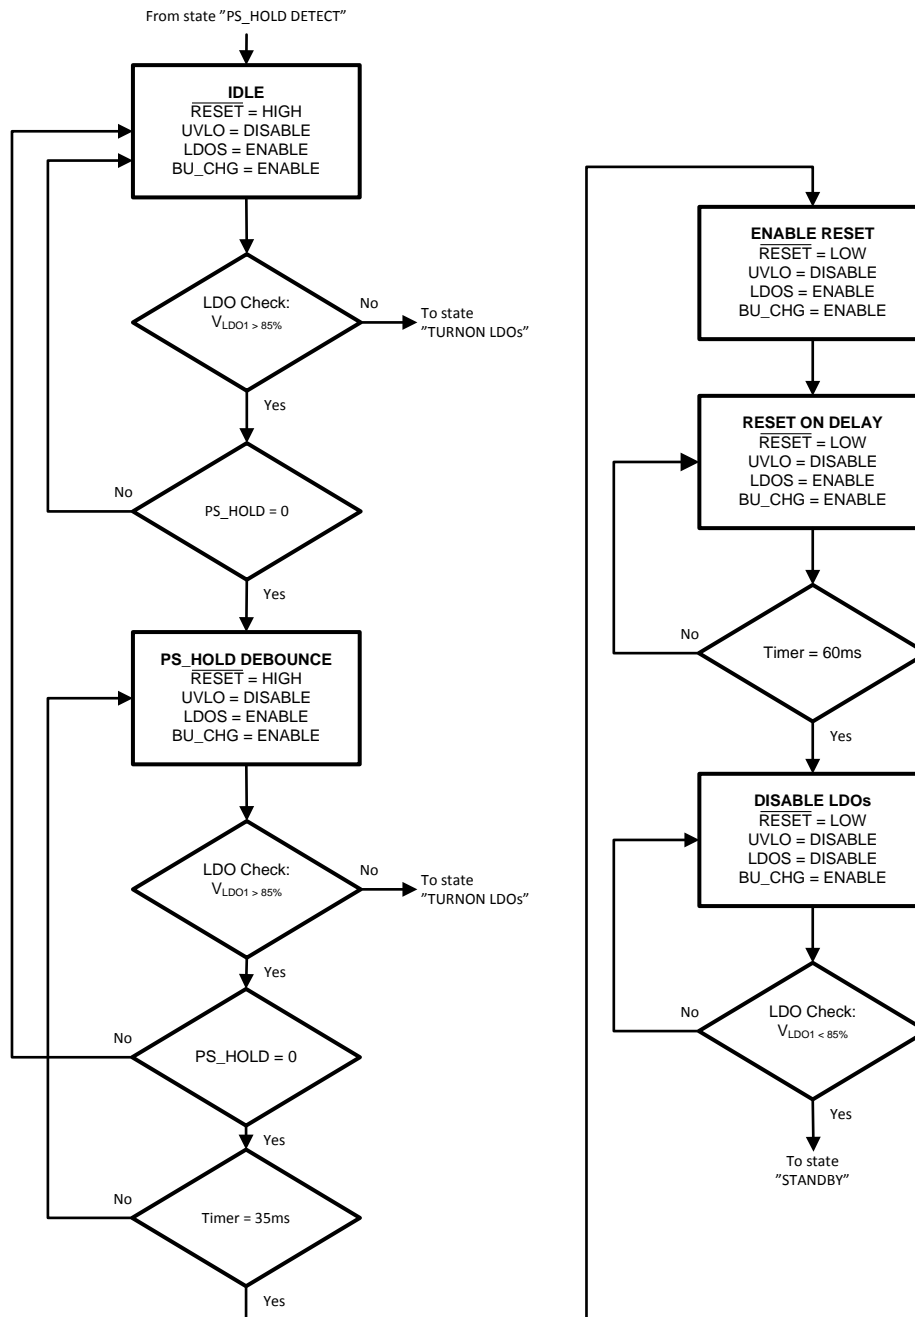 From state "PS_HOLD DETECT"
IDLE
RESET = HIGH
UVLO = DISABLE
LDOS = ENABLE
BU_CHG = ENABLE
LDO Check:
VLDO1 > 85%
No
To state
"TURNON LDOs"
Yes
No
PS_HOLD = 0
Yes
PS_HOLD DEBOUNCE
RESET = HIGH
UVLO = DISABLE
LDOS = ENABLE
BU_CHG = ENABLE
LDO Check:
VLDO1 > 85%
No
To state
"TURNON LDOs"
Yes
No
PS_HOLD = 0
Yes
No
Timer = 35ms
Yes
ENABLE RESET
RESET = LOW
UVLO = DISABLE
LDOS = ENABLE
BU_CHG = ENABLE
RESET ON DELAY
RESET = LOW
UVLO = DISABLE
LDOS = ENABLE
BU_CHG = ENABLE
No
Timer = 60ms
Yes
DISABLE LDOs
RESET = LOW
UVLO = DISABLE
LDOS = DISABLE
BU_CHG = ENABLE
No
LDO Check:
VLDO1 < 85%
Yes
To state
"STANDBY"